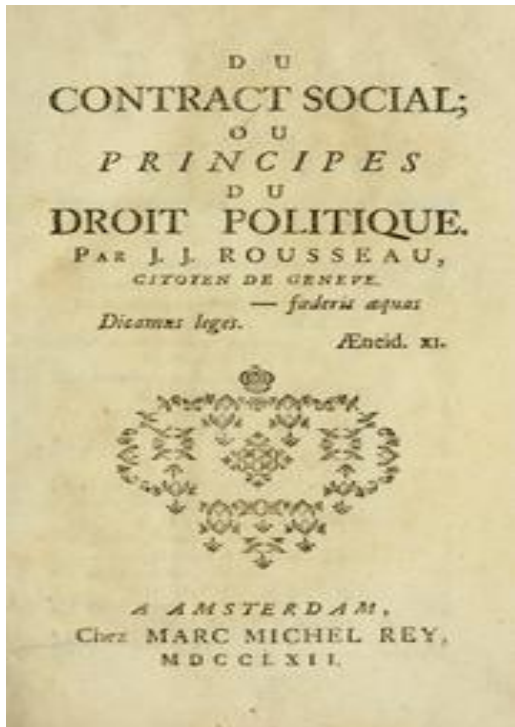 DU
CONTRACT SOCIAL;
OU
PRINCIPES
DU
DROIT POLITIQUE.
PAR J. J. ROUSSEAU,
CITOYEN DE GENEVE.
— fœderis æquas
Dicamus leges.
Æneid. XI.
A AMSTERDAM,
Chez MARC MICHEL REY,
MDCCLXII.